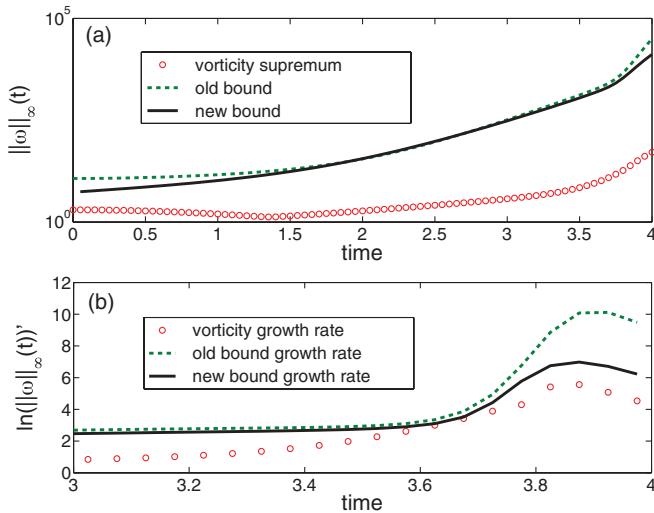 10^5
(a)
vorticity supremum
old bound
new bound
||ω||∞(t)
10^0
0 0.5 1 1.5 2 2.5 3 3.5 4
time
12
(b)
10
vorticity growth rate
8
old bound growth rate
6
new bound growth rate
4
2
0
ln(||ω||∞(t))'
3 3.2 3.4 3.6 3.8 4
time